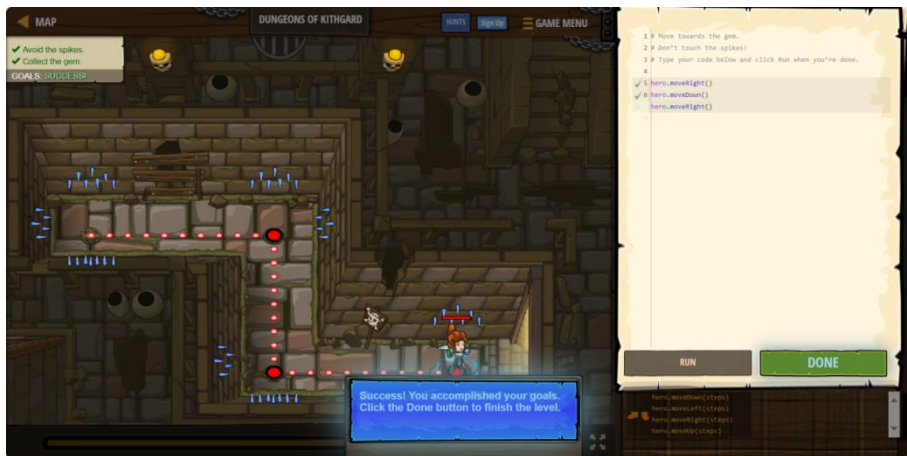 MAP
DUNGEONS OF KITHGARD
HINTS
Sign Up
GAME MENU
Avoid the spikes.
Collect the gem.
GOALS: SUCCESS!
1 # Move towards the gem.
2 # Don't touch the spikes!
3 # Type your code below and click Run when you're done.
4
5 hero.moveRight()
6 hero.moveDown()
hero.moveRight()
RUN
DONE
Success! You accomplished your goals.
Click the Done button to finish the level.
hero.moveDown(steps)
hero.moveLeft(steps)
hero.moveRight(steps)
hero.moveUp(steps)